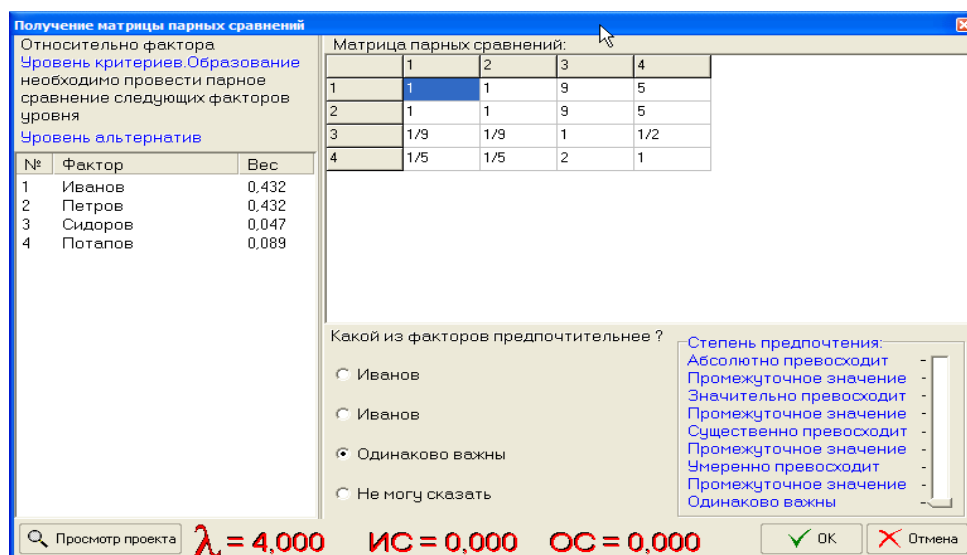 Получение матрицы парных сравнений
Относительно фактора
Уровень критериев.Образование
необходимо провести парное
сравнение следующих факторов
уровня
Уровень альтернатив
№ Фактор Вес
1 Иванов 0,432
2 Петров 0,432
3 Сидоров 0,047
4 Потапов 0,089
Матрица парных сравнений:
1 2 3 4
1 1 1 9 5
2 1 1 9 5
3 1/9 1/9 1 1/2
4 1/5 1/5 2 1
Какой из факторов предпочтительнее ?
Иванов
Иванов
Одинаково важны
Не могу сказать
Степень предпочтения:
Абсолютно превосходит -
Промежуточное значение -
Значительно превосходит -
Промежуточное значение -
Существенно превосходит -
Промежуточное значение -
Умеренно превосходит -
Промежуточное значение -
Одинаково важны -
Просмотр проекта
λ = 4,000 ИС = 0,000 ОС = 0,000
OK
Отмена